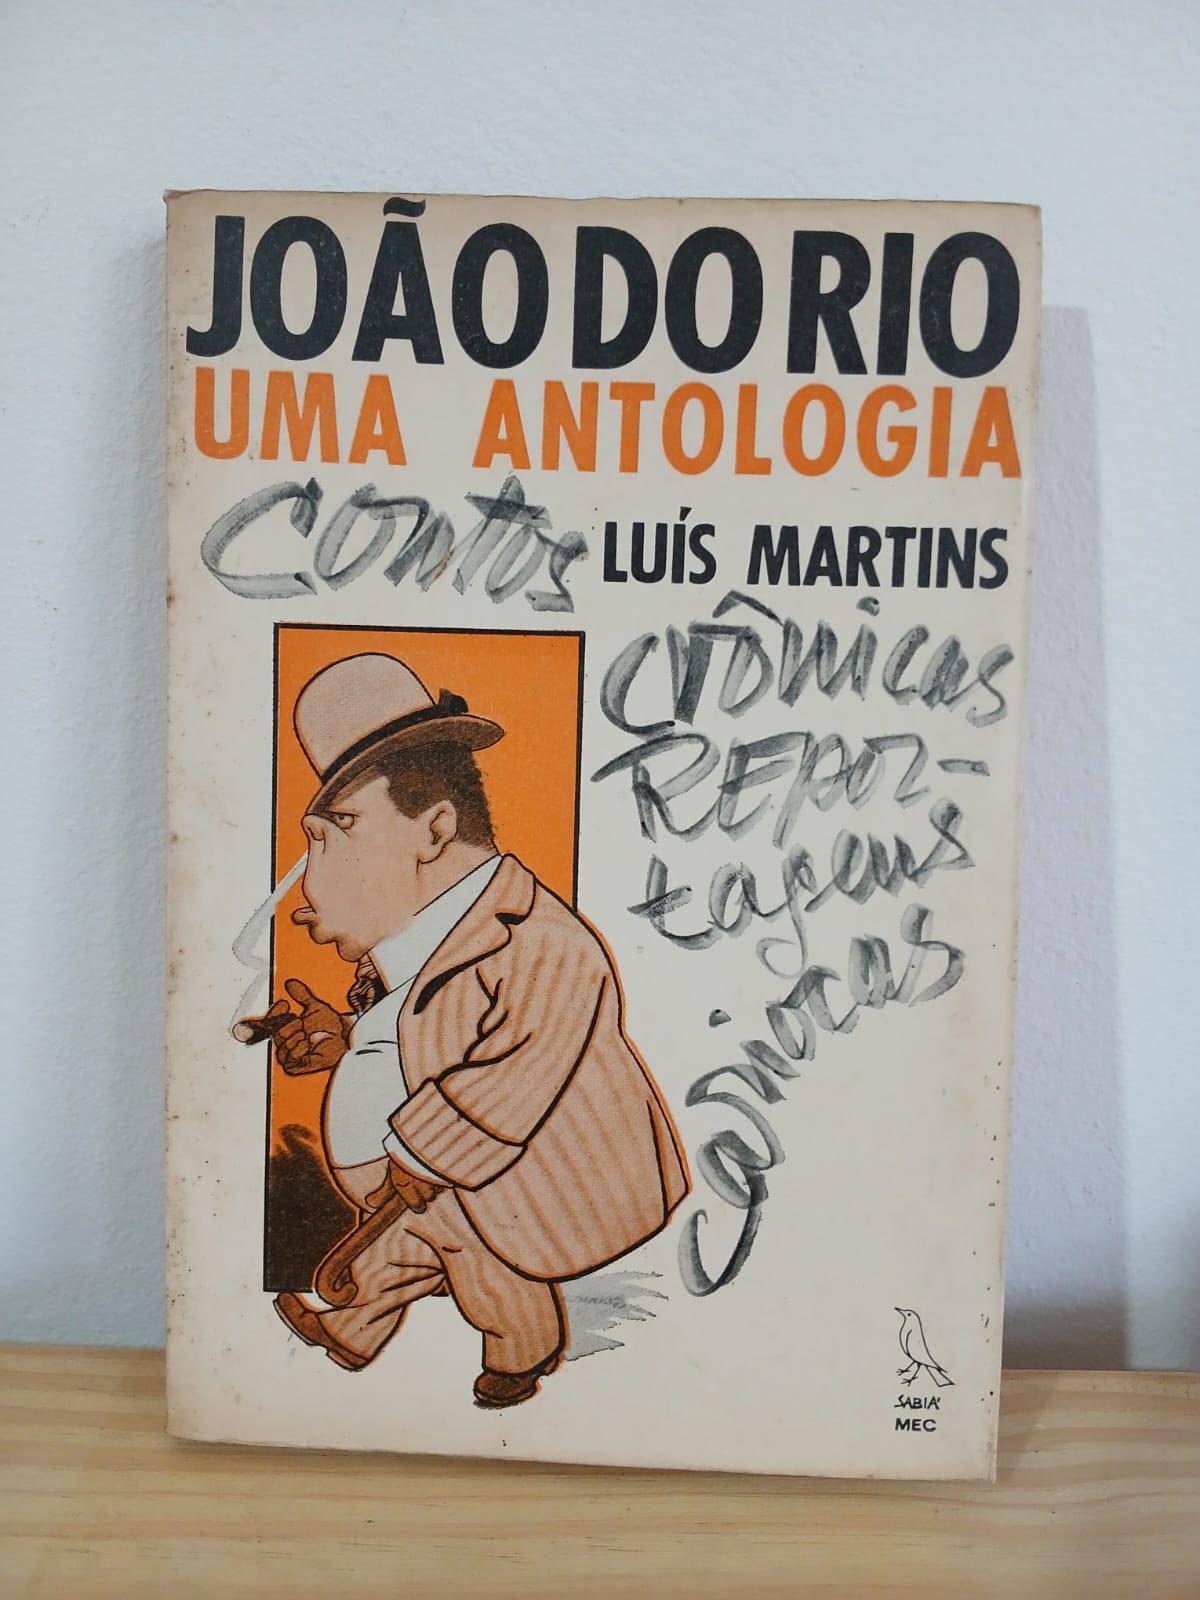 JOÃO DO RIO
UMA ANTOLOGIA
contos
LUÍS MARTINS
crônicas
REPOR-
tagens
cariocas
SABIÁ
MEC